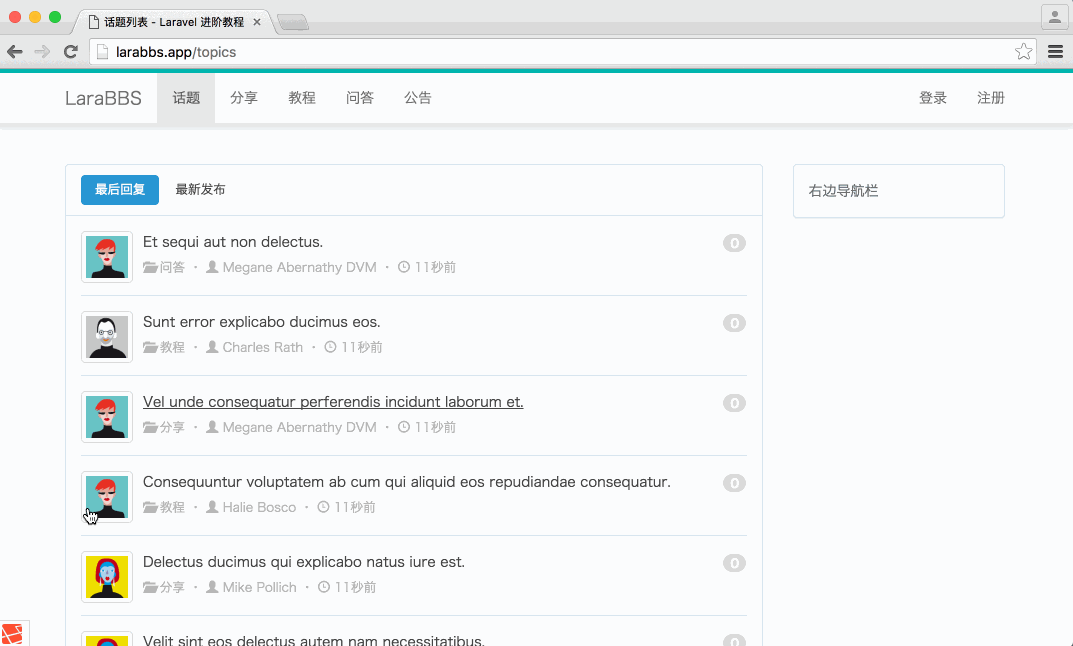 话题列表 - Laravel 进阶教程
larabbs.app/topics
LaraBBS 话题 分享 教程 问答 公告 登录 注册
最后回复 最新发布
右边导航栏
Et sequi aut non delectus. 0
问答 · Megane Abernathy DVM · 11秒前
Sunt error explicabo ducimus eos. 0
教程 · Charles Rath · 11秒前
Vel unde consequatur perferendis incidunt laborum et. 0
分享 · Megane Abernathy DVM · 11秒前
Consequuntur voluptatem ab cum qui aliquid eos repudiandae consequatur. 0
教程 · Halie Bosco · 11秒前
Delectus ducimus qui explicabo natus iure est. 0
分享 · Mike Pollich · 11秒前
Velit sint eos delectus autem nam necessitatibus. 0